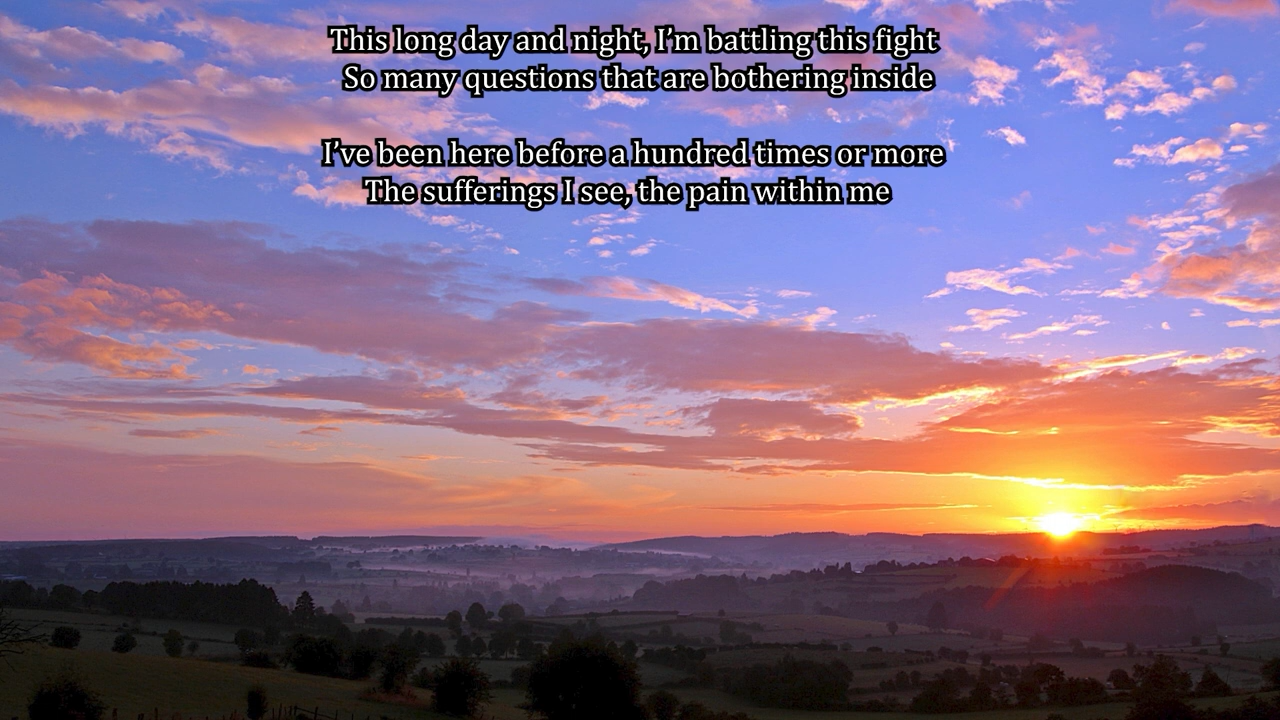 This long day and night, I’m battling this fight
So many questions that are bothering inside
I’ve been here before a hundred times or more
The sufferings I see, the pain within me